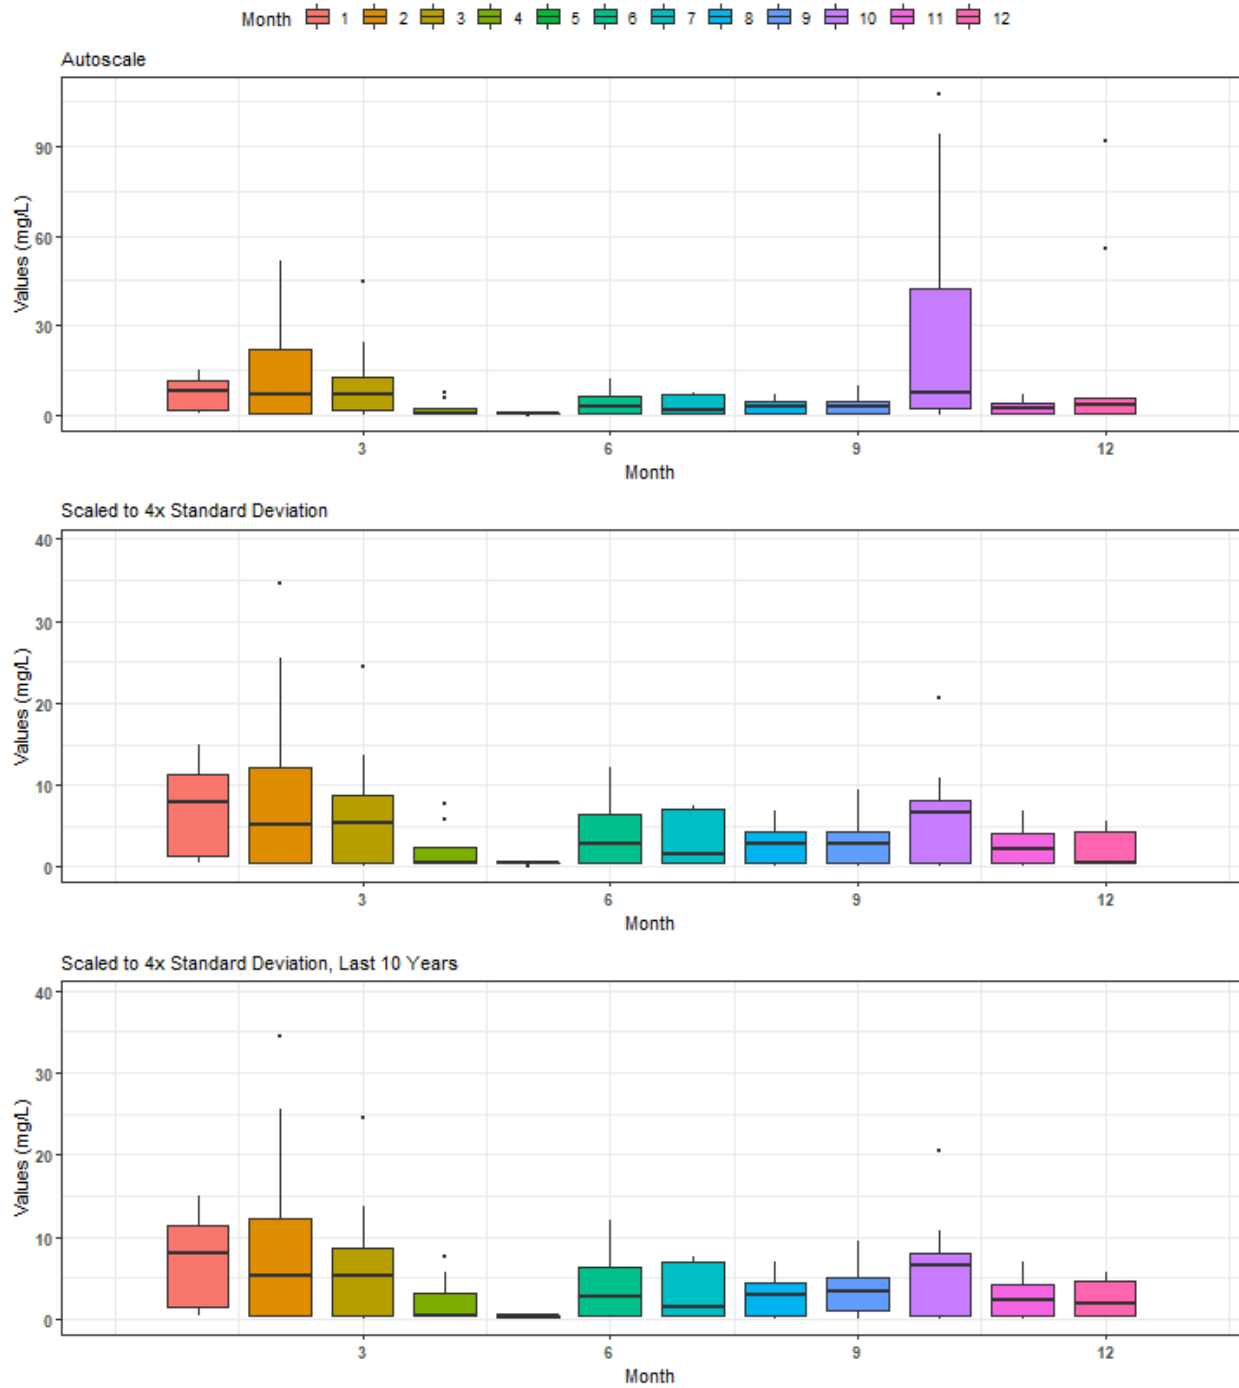 Month 1 2 3 4 5 6 7 8 9 10 11 12
Autoscale
Values (mg/L)
90
60
30
0
3 6 9 12
Month
Scaled to 4x Standard Deviation
Values (mg/L)
40
30
20
10
0
3 6 9 12
Month
Scaled to 4x Standard Deviation, Last 10 Years
Values (mg/L)
40
30
20
10
0
3 6 9 12
Month